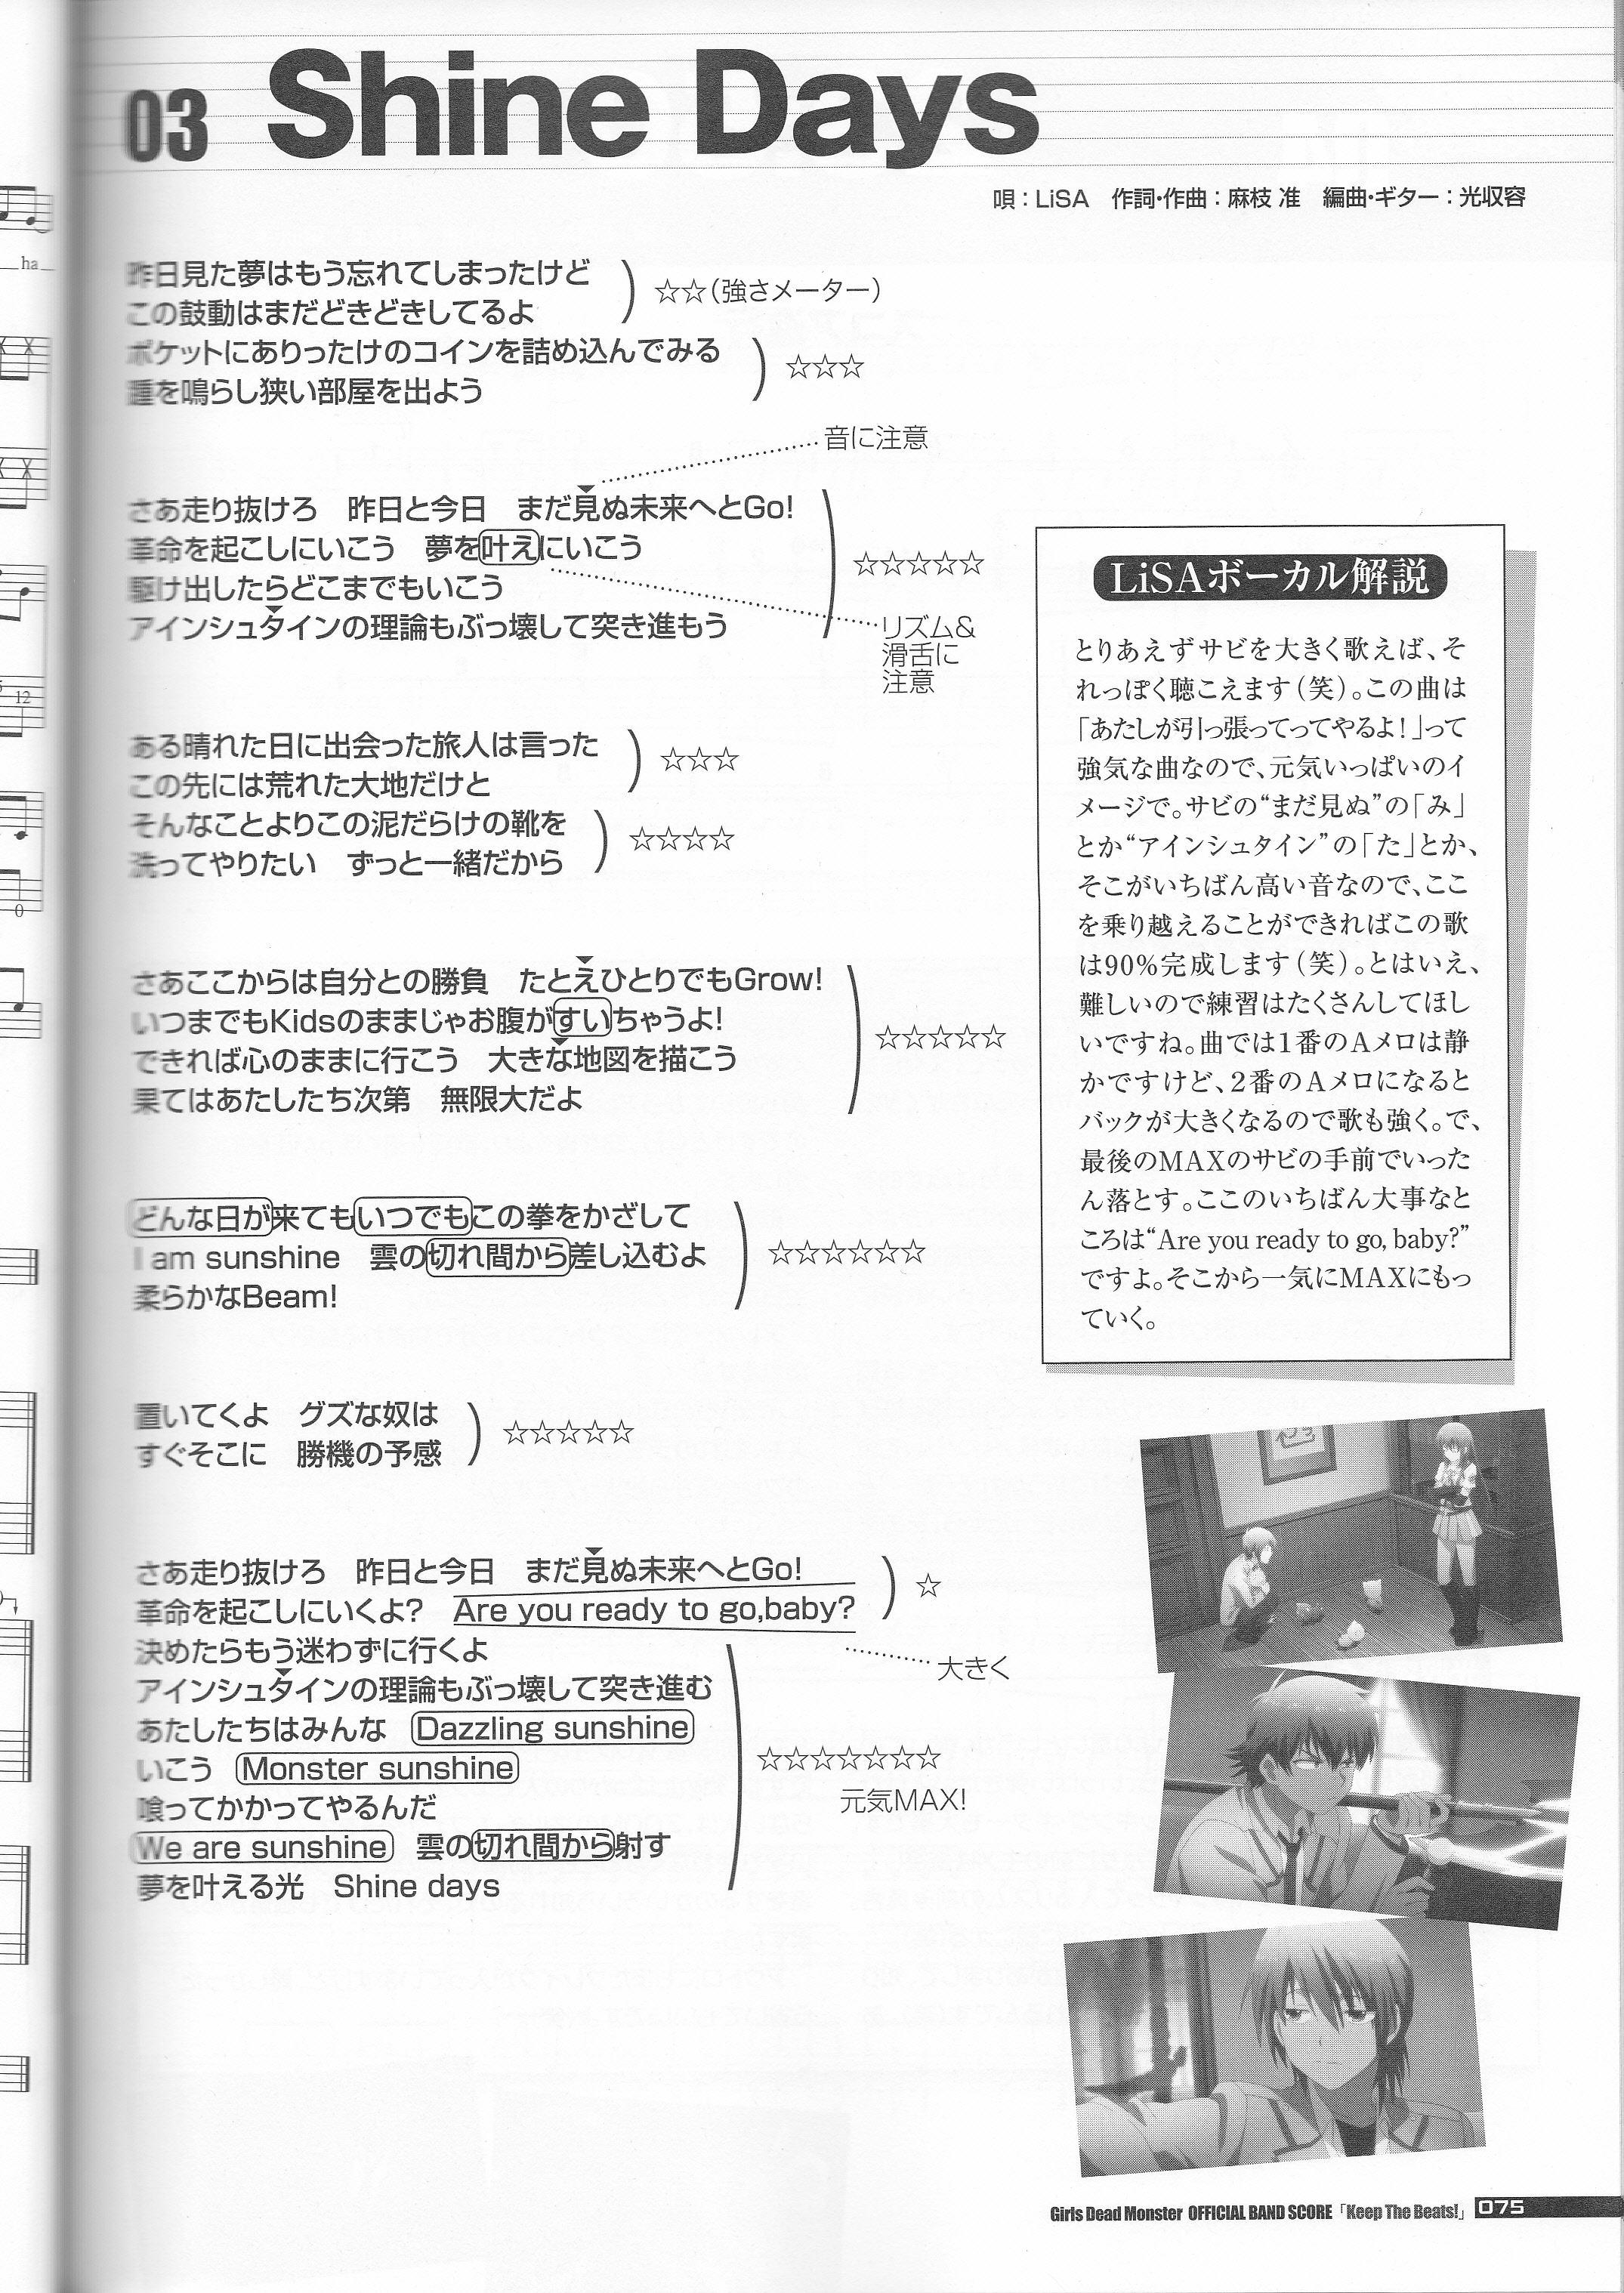 03 Shine Days
唄：LiSA　作詞・作曲：麻枝 准　編曲・ギター：光収容
ha
昨日見た夢はもう忘れてしまったけど
この鼓動はまだどきどきしてるよ
☆☆（強さメーター）
ポケットにありったけのコインを詰め込んでみる
踵を鳴らし狭い部屋を出よう
☆☆☆
音に注意
さあ走り抜けろ　昨日と今日　まだ見ぬ未来へとGo!
革命を起こしにいこう　夢を叶えにいこう
駆け出したらどこまでもいこう
アインシュタインの理論もぶっ壊して突き進もう
☆☆☆☆☆
リズム&
滑舌に
注意
12
ある晴れた日に出会った旅人は言った
この先には荒れた大地だけと
☆☆☆
そんなことよりこの泥だらけの靴を
洗ってやりたい　ずっと一緒だから
☆☆☆☆
0
さあここからは自分との勝負　たとえひとりでもGrow!
いつまでもKidsのままじゃお腹がすいちゃうよ!
できれば心のままに行こう　大きな地図を描こう
果てはあたしたち次第　無限大だよ
☆☆☆☆☆
どんな日が来てもいつでもこの拳をかざして
I am sunshine　雲の切れ間から差し込むよ
柔らかなBeam!
☆☆☆☆☆☆
置いてくよ　グズな奴は
すぐそこに　勝機の予感
☆☆☆☆☆
さあ走り抜けろ　昨日と今日　まだ見ぬ未来へとGo!
革命を起こしにいくよ?　Are you ready to go,baby?
☆
大きく
決めたらもう迷わずに行くよ
アインシュタインの理論もぶっ壊して突き進む
あたしたちはみんな　Dazzling sunshine
いこう　Monster sunshine
喰ってかかってやるんだ
We are sunshine　雲の切れ間から射す
夢を叶える光　Shine days
☆☆☆☆☆☆☆
元気MAX!
LiSAボーカル解説
とりあえずサビを大きく歌えば、そ
れっぽく聴こえます（笑）。この曲は
「あたしが引っ張ってってやるよ！」って
強気な曲なので、元気いっぱいのイ
メージで。サビの“まだ見ぬ”の「み」
とか“アインシュタイン”の「た」とか、
そこがいちばん高い音なので、ここ
を乗り越えることができればこの歌
は90%完成します（笑）。とはいえ、
難しいので練習はたくさんしてほし
いですね。曲では1番のAメロは静
かですけど、2番のAメロになると
バックが大きくなるので歌も強く。で、
最後のMAXのサビの手前でいった
ん落とす。ここのいちばん大事なと
ころは“Are you ready to go, baby?”
ですよ。そこから一気にMAXにもっ
ていく。
Girls Dead Monster OFFICIAL BAND SCORE「Keep The Beats!」 075